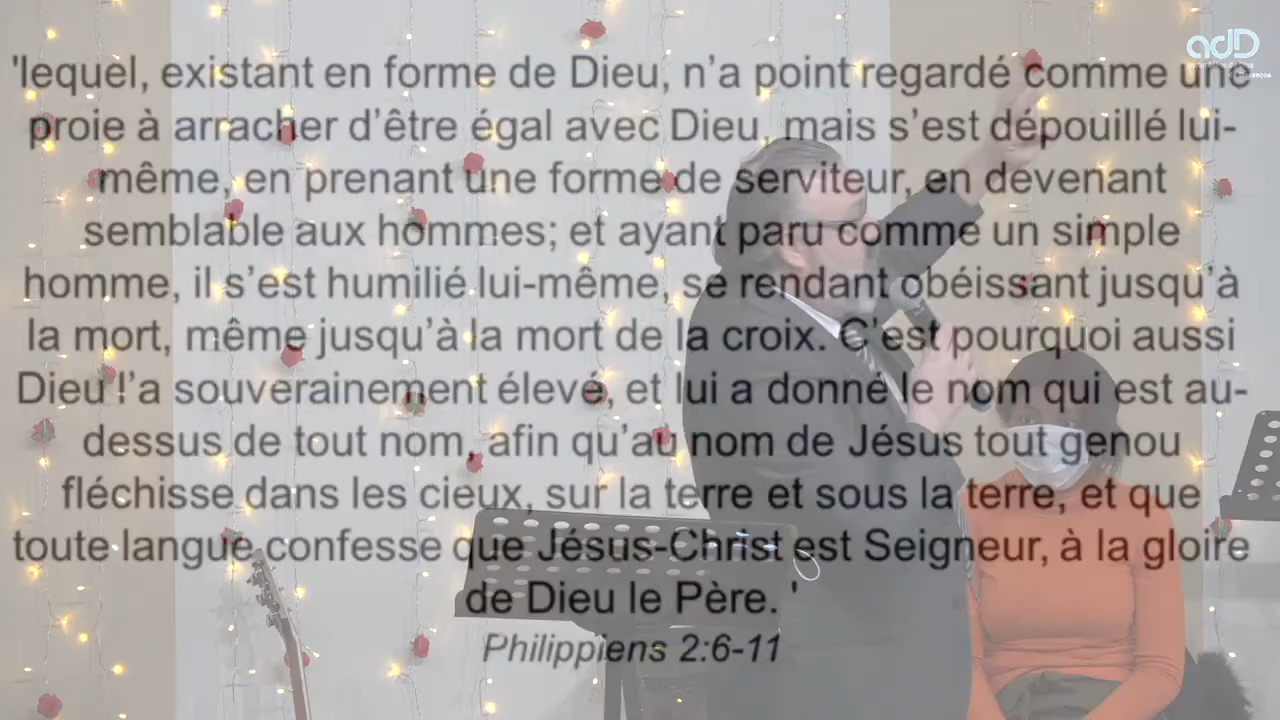 adD
'lequel, existant en forme de Dieu, n’a point regardé comme une
proie à arracher d’être égal avec Dieu, mais s’est dépouillé lui-
même, en prenant une forme de serviteur, en devenant
semblable aux hommes; et ayant paru comme un simple
homme, il s’est humilié lui-même, se rendant obéissant jusqu’à
la mort, même jusqu’à la mort de la croix. C’est pourquoi aussi
Dieu l’a souverainement élevé, et lui a donné le nom qui est au-
dessus de tout nom, afin qu’au nom de Jésus tout genou
fléchisse dans les cieux, sur la terre et sous la terre, et que
toute langue confesse que Jésus-Christ est Seigneur, à la gloire
de Dieu le Père. '
Philippiens 2:6-11